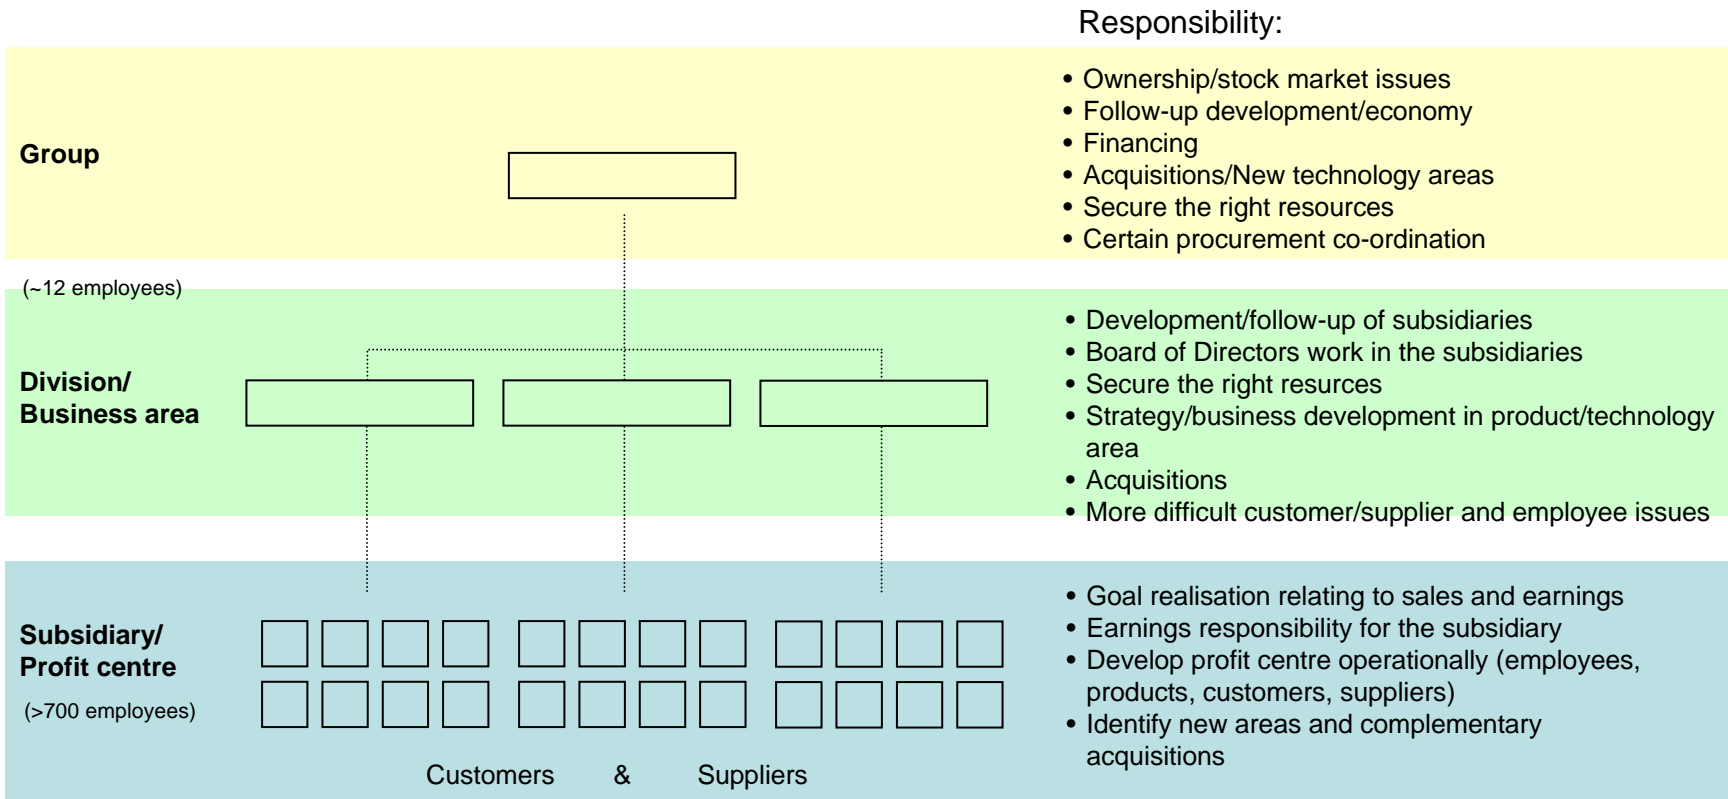 Responsibility:
Group
• Ownership/stock market issues
• Follow-up development/economy
• Financing
• Acquisitions/New technology areas
• Secure the right resources
• Certain procurement co-ordination
(~12 employees)
Division/
Business area
• Development/follow-up of subsidiaries
• Board of Directors work in the subsidiaries
• Secure the right resurces
• Strategy/business development in product/technology
area
• Acquisitions
• More difficult customer/supplier and employee issues
Subsidiary/
Profit centre
(>700 employees)
• Goal realisation relating to sales and earnings
• Earnings responsibility for the subsidiary
• Develop profit centre operationally (employees,
products, customers, suppliers)
• Identify new areas and complementary
acquisitions
Customers & Suppliers